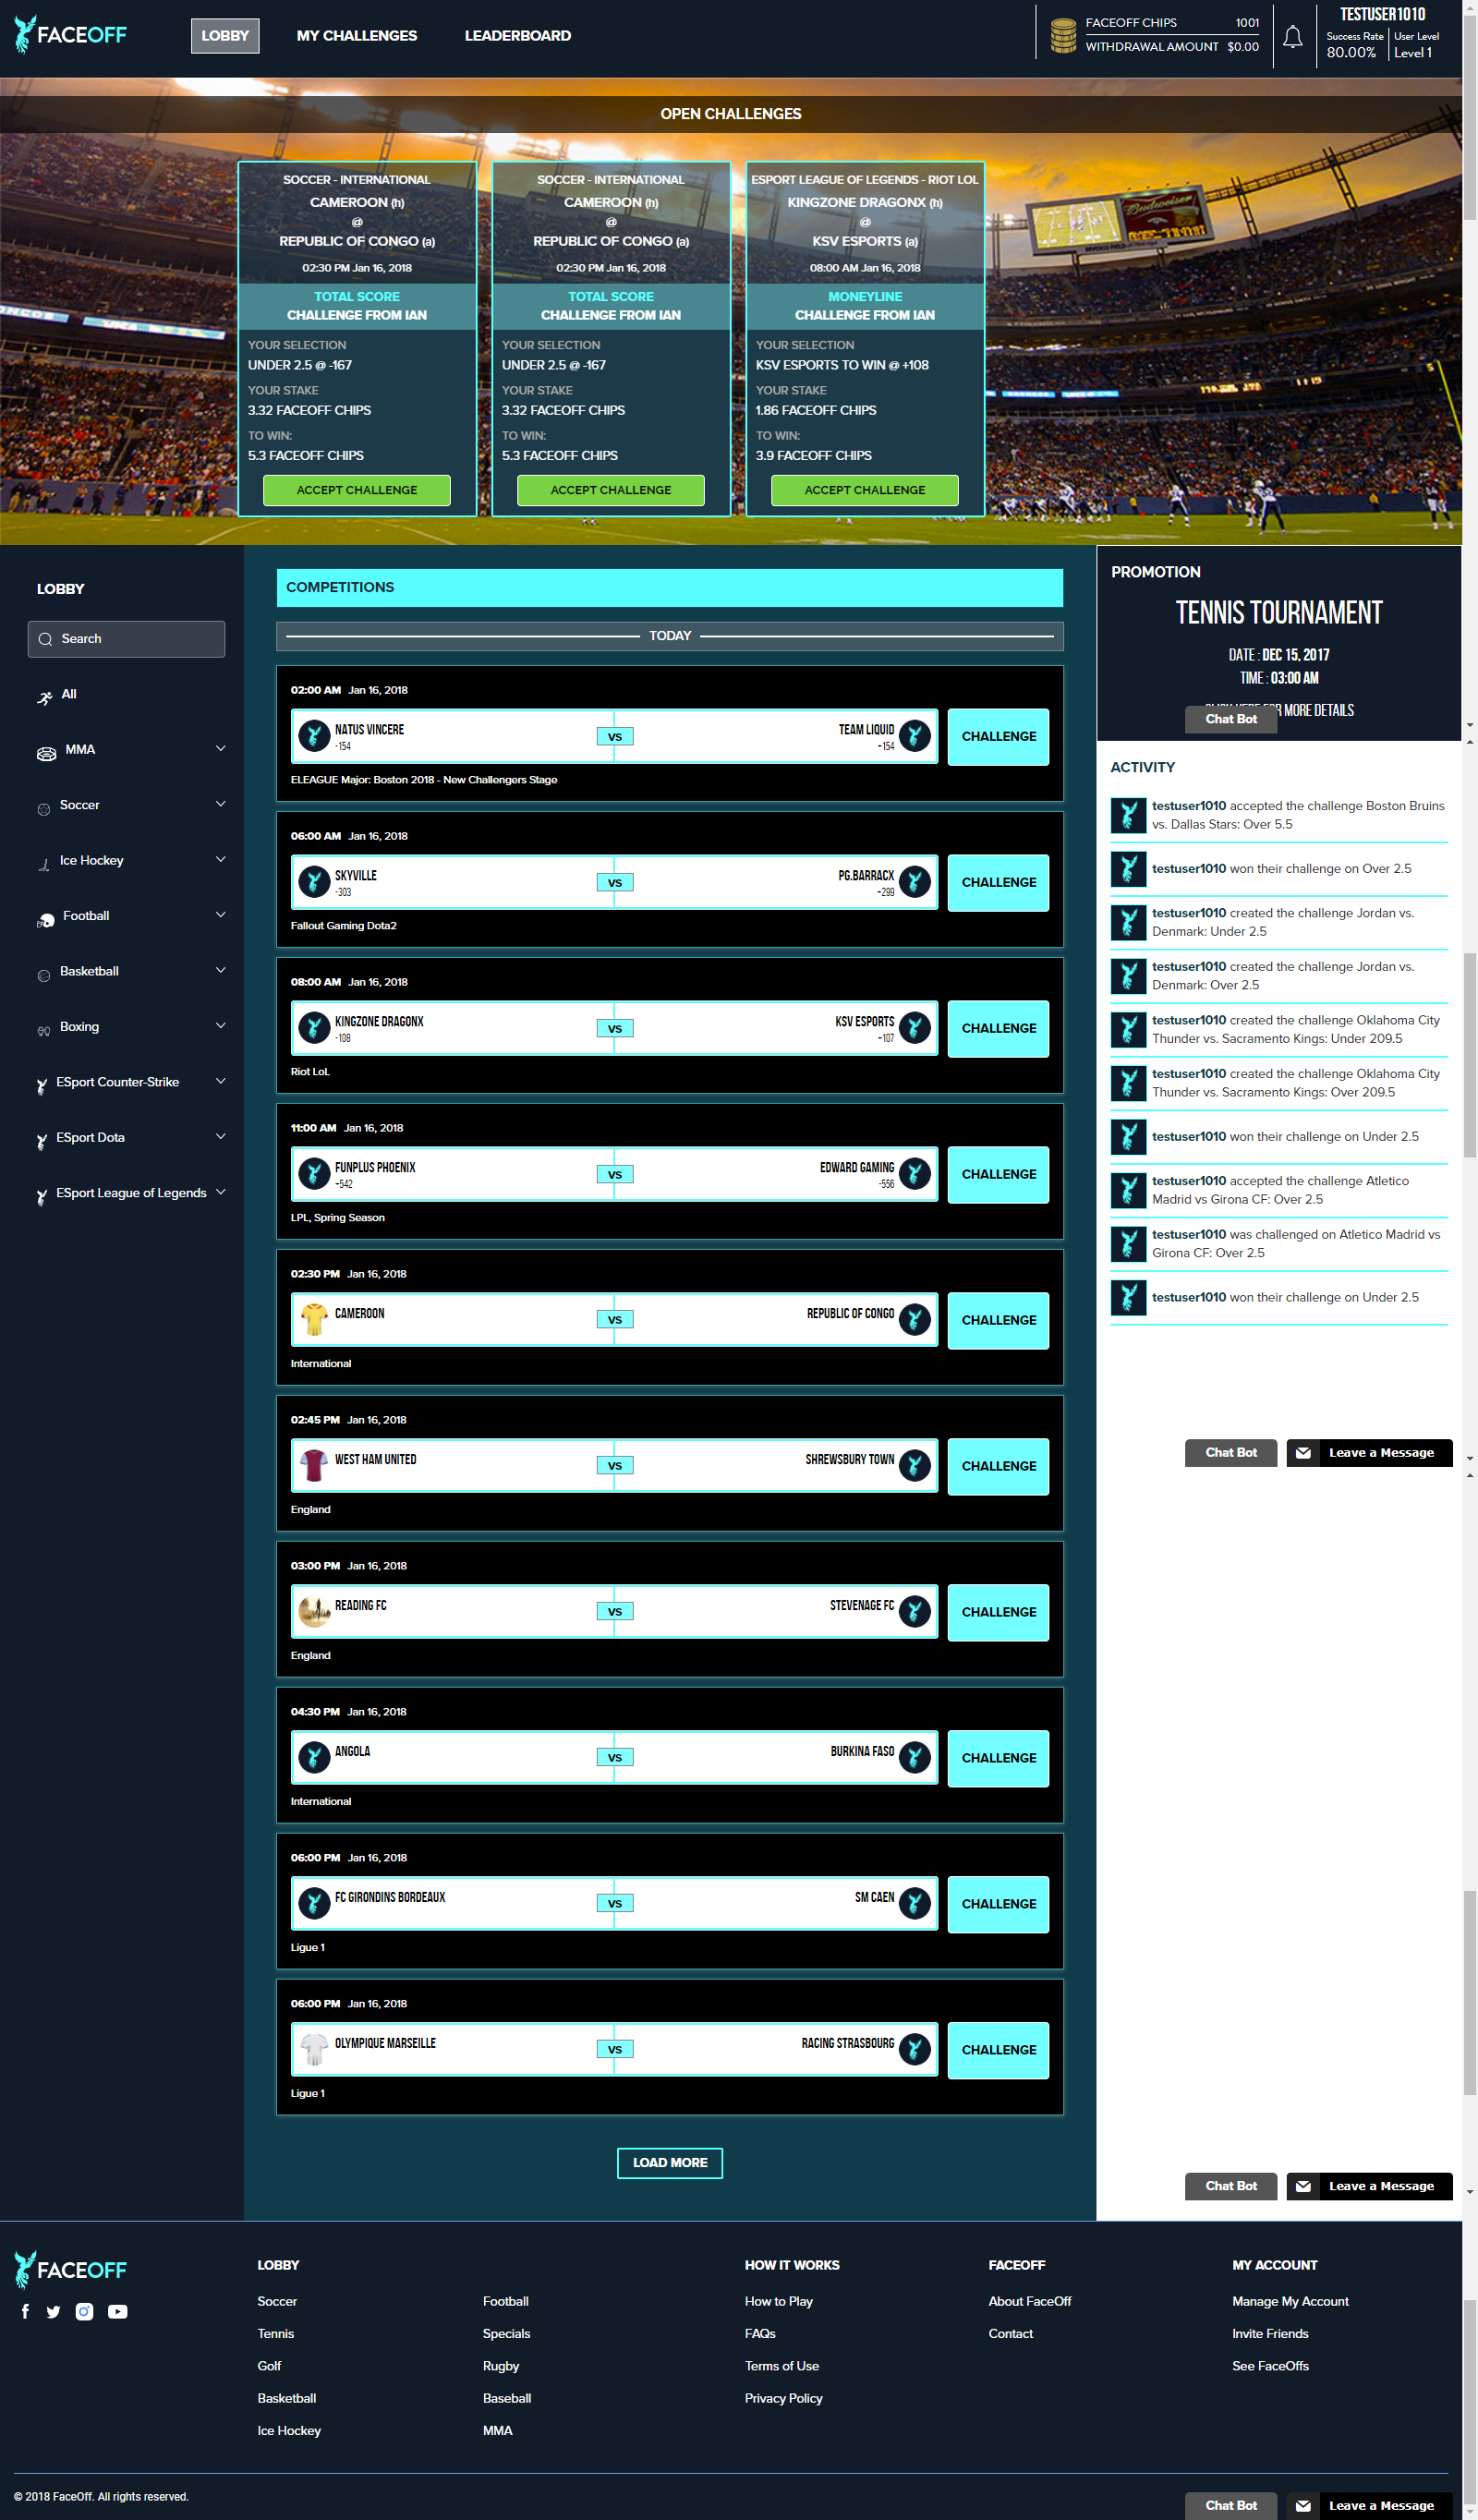 FACEOFF
LOBBY
MY CHALLENGES
LEADERBOARD
FACEOFF CHIPS 1001
WITHDRAWAL AMOUNT $0.00
TESTUSER1010
Success Rate
80.00%
User Level
Level 1
OPEN CHALLENGES
SOCCER - INTERNATIONAL
CAMEROON (h)
@
REPUBLIC OF CONGO (a)
02:30 PM Jan 16, 2018
TOTAL SCORE
CHALLENGE FROM IAN
YOUR SELECTION
UNDER 2.5 @ -167
YOUR STAKE
3.32 FACEOFF CHIPS
TO WIN:
5.3 FACEOFF CHIPS
ACCEPT CHALLENGE
SOCCER - INTERNATIONAL
CAMEROON (h)
@
REPUBLIC OF CONGO (a)
02:30 PM Jan 16, 2018
TOTAL SCORE
CHALLENGE FROM IAN
YOUR SELECTION
UNDER 2.5 @ -167
YOUR STAKE
3.32 FACEOFF CHIPS
TO WIN:
5.3 FACEOFF CHIPS
ACCEPT CHALLENGE
ESPORT LEAGUE OF LEGENDS - RIOT LOL
KINGZONE DRAGONX (h)
@
KSV ESPORTS (a)
08:00 AM Jan 16, 2018
MONEYLINE
CHALLENGE FROM IAN
YOUR SELECTION
KSV ESPORTS TO WIN @ +108
YOUR STAKE
1.86 FACEOFF CHIPS
TO WIN:
3.9 FACEOFF CHIPS
ACCEPT CHALLENGE
Budweiser
LOBBY
Search
All
MMA
Soccer
Ice Hockey
Football
Basketball
Boxing
ESport Counter-Strike
ESport Dota
ESport League of Legends
COMPETITIONS
TODAY
02:00 AM Jan 16, 2018
NATUS VINCERE
-154
VS
TEAM LIQUID
+154
CHALLENGE
ELEAGUE Major: Boston 2018 - New Challengers Stage
06:00 AM Jan 16, 2018
SKYVILLE
-303
VS
PG.BARRACX
+299
CHALLENGE
Fallout Gaming Dota2
08:00 AM Jan 16, 2018
KINGZONE DRAGONX
-108
VS
KSV ESPORTS
+107
CHALLENGE
Riot LoL
11:00 AM Jan 16, 2018
FUNPLUS PHOENIX
+542
VS
EDWARD GAMING
-556
CHALLENGE
LPL, Spring Season
02:30 PM Jan 16, 2018
CAMEROON
VS
REPUBLIC OF CONGO
CHALLENGE
International
02:45 PM Jan 16, 2018
WEST HAM UNITED
VS
SHREWSBURY TOWN
CHALLENGE
England
03:00 PM Jan 16, 2018
READING FC
VS
STEVENAGE FC
CHALLENGE
England
04:30 PM Jan 16, 2018
ANGOLA
VS
BURKINA FASO
CHALLENGE
International
06:00 PM Jan 16, 2018
FC GIRONDINS BORDEAUX
VS
SM CAEN
CHALLENGE
Ligue 1
06:00 PM Jan 16, 2018
OLYMPIQUE MARSEILLE
VS
RACING STRASBOURG
CHALLENGE
Ligue 1
LOAD MORE
PROMOTION
TENNIS TOURNAMENT
DATE : DEC 15, 2017
TIME : 03:00 AM
MORE DETAILS
Chat Bot
ACTIVITY
testuser1010 accepted the challenge Boston Bruins
vs. Dallas Stars: Over 5.5
testuser1010 won their challenge on Over 2.5
testuser1010 created the challenge Jordan vs.
Denmark: Under 2.5
testuser1010 created the challenge Jordan vs.
Denmark: Over 2.5
testuser1010 created the challenge Oklahoma City
Thunder vs. Sacramento Kings: Under 209.5
testuser1010 created the challenge Oklahoma City
Thunder vs. Sacramento Kings: Over 209.5
testuser1010 won their challenge on Under 2.5
testuser1010 accepted the challenge Atletico
Madrid vs Girona CF: Over 2.5
testuser1010 was challenged on Atletico Madrid vs
Girona CF: Over 2.5
testuser1010 won their challenge on Under 2.5
Chat Bot
Leave a Message
Chat Bot
Leave a Message
FACEOFF
LOBBY
Soccer
Tennis
Golf
Basketball
Ice Hockey
Football
Specials
Rugby
Baseball
MMA
HOW IT WORKS
How to Play
FAQs
Terms of Use
Privacy Policy
FACEOFF
About FaceOff
Contact
MY ACCOUNT
Manage My Account
Invite Friends
See FaceOffs
© 2018 FaceOff. All rights reserved.
Chat Bot
Leave a Message